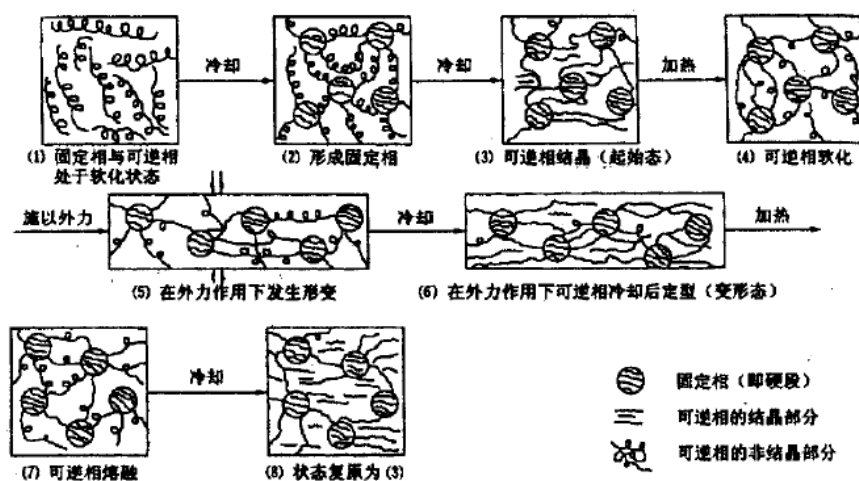 冷却
冷却
加热
(1) 固定相与可逆相
处于软化状态
(2) 形成固定相
(3) 可逆相结晶(起始态)
(4) 可逆相软化
施以外力
冷却
加热
(5) 在外力作用下发生形变
(6) 在外力作用下可逆相冷却后定型(变形态)
冷却
固定相(即硬段)
可逆相的结晶部分
可逆相的非结晶部分
(7) 可逆相熔融
(8) 状态复原为(3)